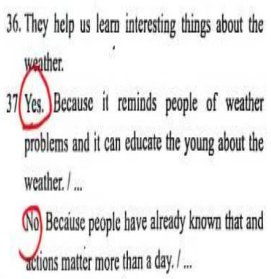 36. They help us learn interesting things about the
weather.
37 Yes. Because it reminds people of weather
problems and it can educate the young about the
weather. / ...
No Because people have already known that and
actions matter more than a day. / ...